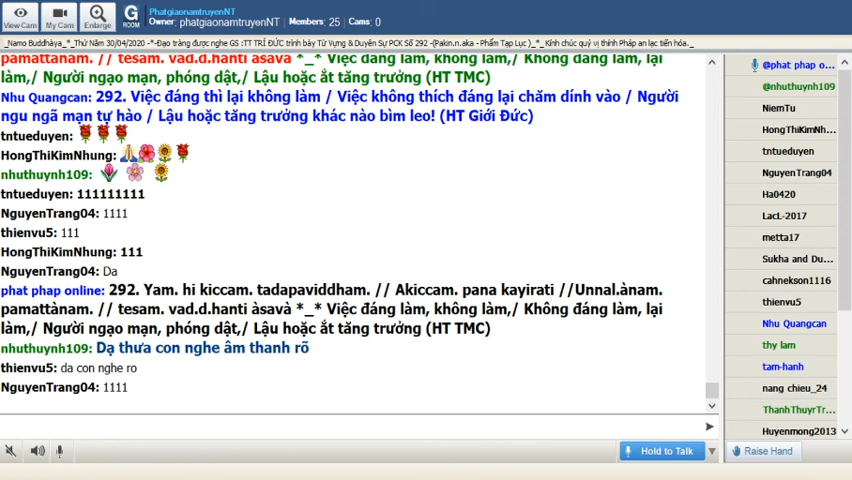 View Cam
My Cam
Enlarge
G
ROOM
PhatgiaonamtruyenNT
Owner: phatgiaonamtruyenNT | Members: 25 | Cams: 0
_Namo Buddhàya_*_Thứ Năm 30/04/2020 -*-Đạo tràng được nghe GS :TT TRÍ ĐỨC trình bày Từ Vựng & Duyên Sự PCK Số 292 -(Pakin.n.aka - Phẩm Tạp Lục )_*_ Kính chúc quý vị thính Pháp an lạc tiến hóa._
pamattànam. // tesam. vad.d.hanti àsavà *_* Việc đáng làm, không làm,/ Không đáng làm, lại
làm,/ Người ngạo mạn, phóng dật,/ Lậu hoặc ắt tăng trưởng (HT TMC)
Nhu Quangcan: 292. Việc đáng thì lại không làm / Việc không thích đáng lại chăm dính vào / Người
ngu ngã mạn tự hào / Lậu hoặc tăng trưởng khác nào bìm leo! (HT Giới Đức)
tntueduyen:
HongThiKimNhung:
nhuthuynh109:
tntueduyen: 111111111
NguyenTrang04: 1111
thienvu5: 111
HongThiKimNhung: 111
NguyenTrang04: Da
phat phap online: 292. Yam. hi kiccam. tadapaviddham. // Akiccam. pana kayirati //Unnal.ànam.
pamattànam. // tesam. vad.d.hanti àsavà *_* Việc đáng làm, không làm,/ Không đáng làm, lại
làm,/ Người ngạo mạn, phóng dật,/ Lậu hoặc ắt tăng trưởng (HT TMC)
nhuthuynh109: Dạ thưa con nghe âm thanh rõ
thienvu5: da con nghe ro
NguyenTrang04: 1111
@phat phap o...
@nhuthuynh109
NiemTu
HongThiKimNh...
tntueduyen
NguyenTrang04
Ha0420
LacL-2017
metta17
Sukha and Du...
cahnekson1116
thienvu5
Nhu Quangcan
thy lam
tam-hanh
nang chieu_24
ThanhThuyrTr...
Huyenmong2013
Hold to Talk
Raise Hand